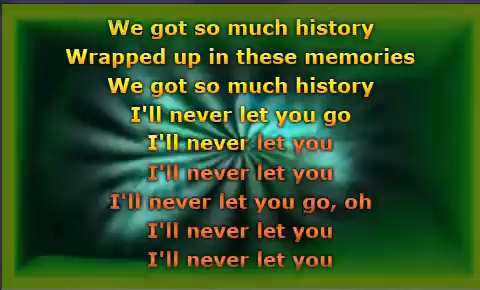 We got so much history
Wrapped up in these memories
We got so much history
I'll never let you go
I'll never let you
I'll never let you
I'll never let you go, oh
I'll never let you
I'll never let you